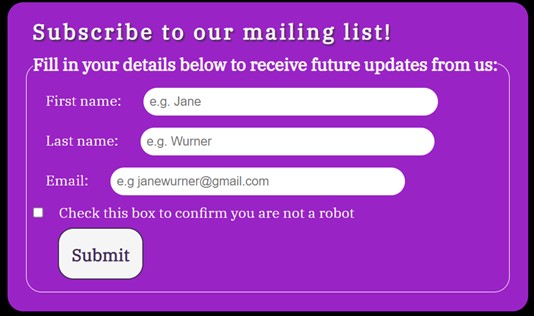 Subscribe to our mailing list!
Fill in your details below to receive future updates from us:
First name: e.g. Jane
Last name: e.g. Wurner
Email: e.g janewurner@gmail.com
Check this box to confirm you are not a robot
Submit